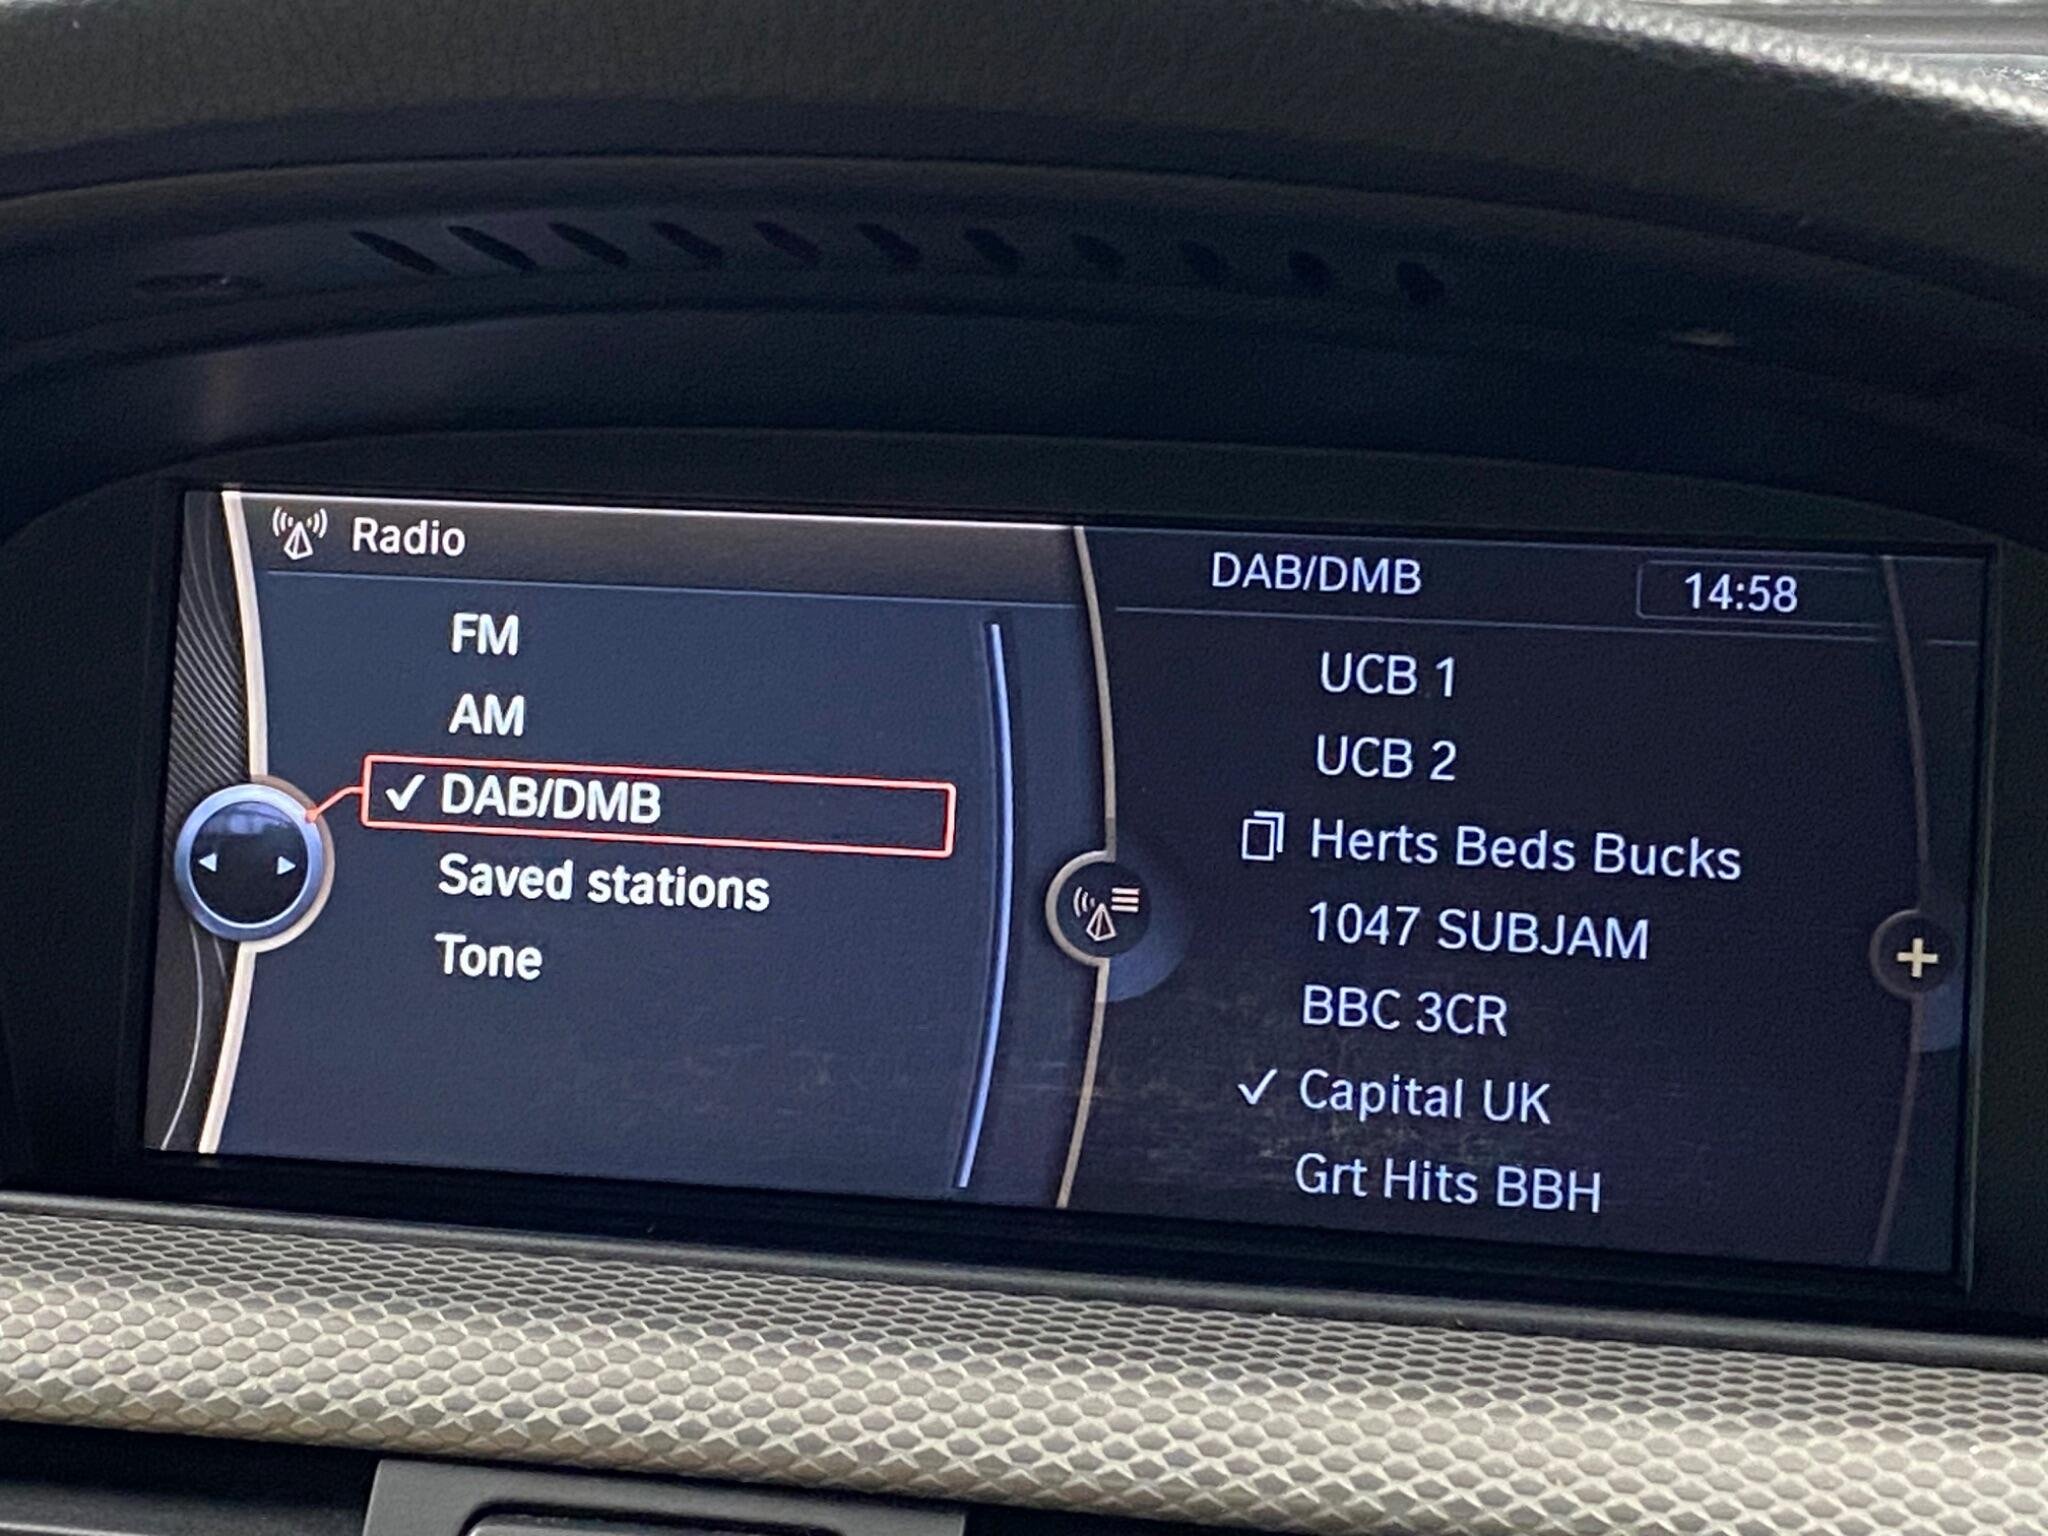 Radio
FM
AM
DAB/DMB
Saved stations
Tone
DAB/DMB
14:58
UCB 1
UCB 2
Herts Beds Bucks
1047 SUBJAM
BBC 3CR
Capital UK
Grt Hits BBH